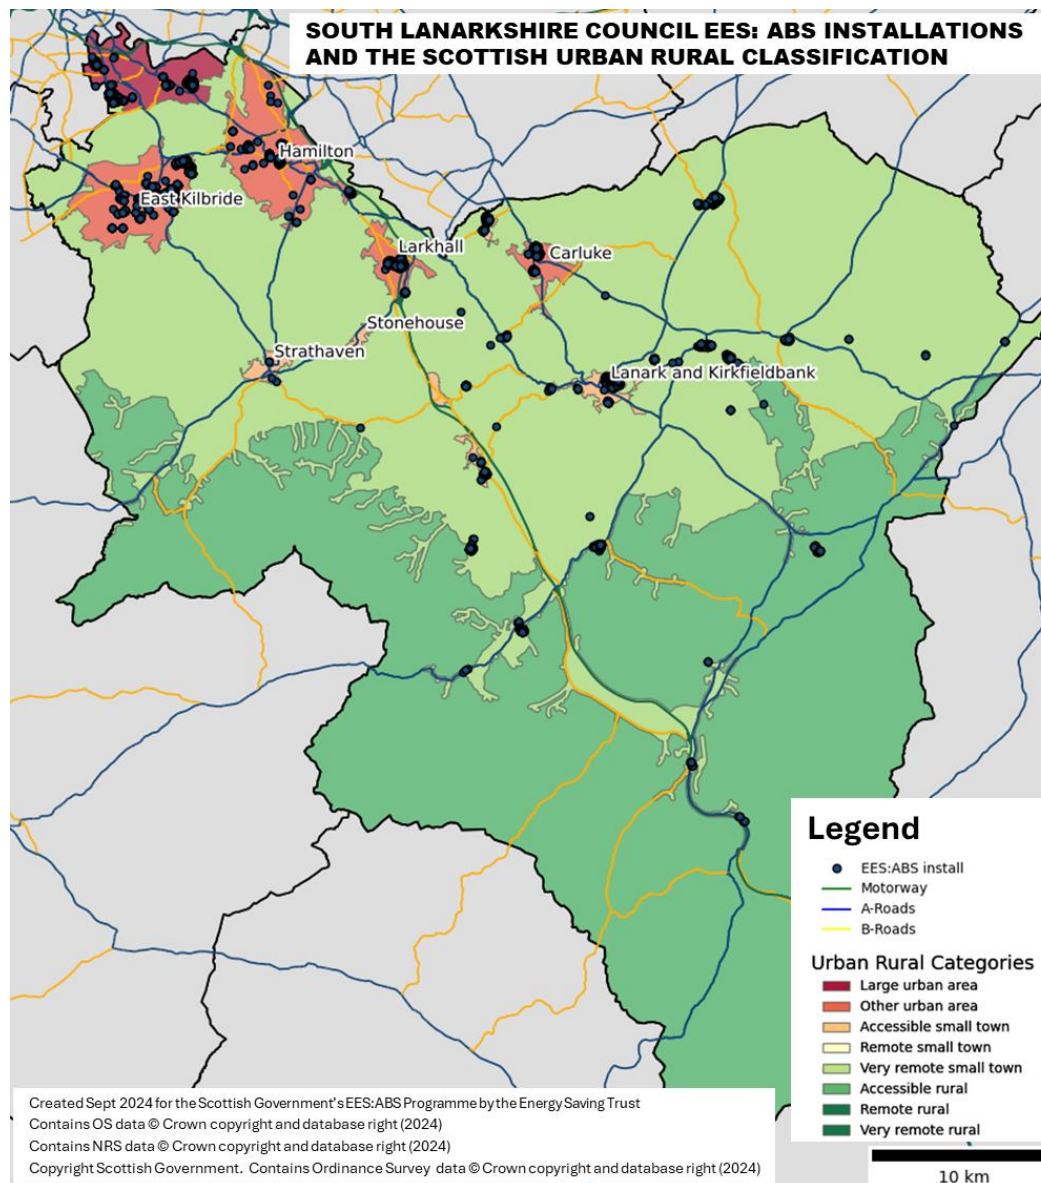 SOUTH LANARKSHIRE COUNCIL EES: ABS INSTALLATIONS
AND THE SCOTTISH URBAN RURAL CLASSIFICATION
Hamilton
East Kilbride
Larkhall
Carluke
Stonehouse
Strathaven
Lanark and Kirkfieldbank
Legend
EES:ABS install
Motorway
A-Roads
B-Roads
Urban Rural Categories
Large urban area
Other urban area
Accessible small town
Remote small town
Very remote small town
Accessible rural
Remote rural
Very remote rural
Created Sept 2024 for the Scottish Government's EES:ABS Programme by the Energy Saving Trust
Contains OS data © Crown copyright and database right (2024)
Contains NRS data © Crown copyright and database right (2024)
Copyright Scottish Government. Contains Ordinance Survey data © Crown copyright and database right (2024)
10 km